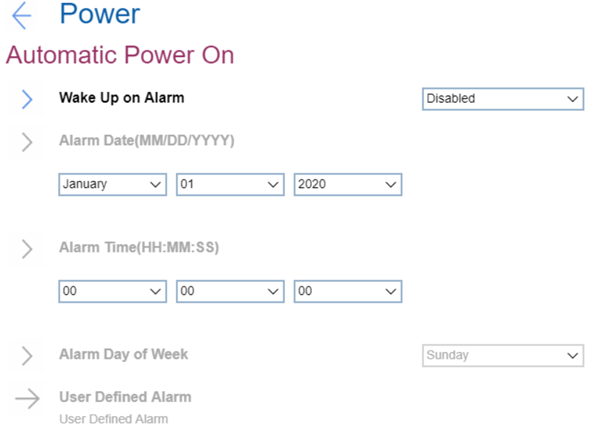 Power
Automatic Power On
Wake Up on Alarm Disabled
Alarm Date(MM/DD/YYYY)
January 01 2020
Alarm Time(HH:MM:SS)
00 00 00
Alarm Day of Week Sunday
User Defined Alarm
User Defined Alarm